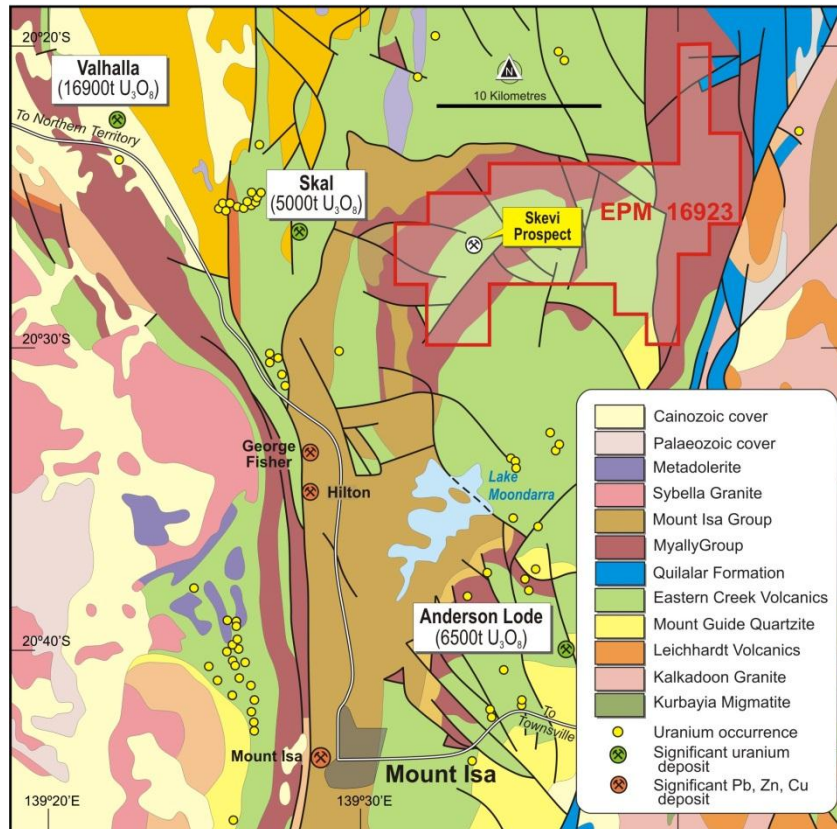 20°20'S
Valhalla
(16900t U₃O₈)
To Northern Territory
N
10 Kilometres
Skal
(5000t U₃O₈)
Skevi
Prospect
EPM 16923
20°30'S
George
Fisher
Hilton
Lake
Moondarra
20°40'S
Anderson Lode
(6500t U₃O₈)
To
Townsville
Mount Isa
Mount Isa
139°20'E
139°30'E
Cainozoic cover
Palaeozoic cover
Metadolerite
Sybella Granite
Mount Isa Group
MyallyGroup
Quilalar Formation
Eastern Creek Volcanics
Mount Guide Quartzite
Leichhardt Volcanics
Kalkadoon Granite
Kurbayia Migmatite
Uranium occurrence
Significant uranium
deposit
Significant Pb, Zn, Cu
deposit